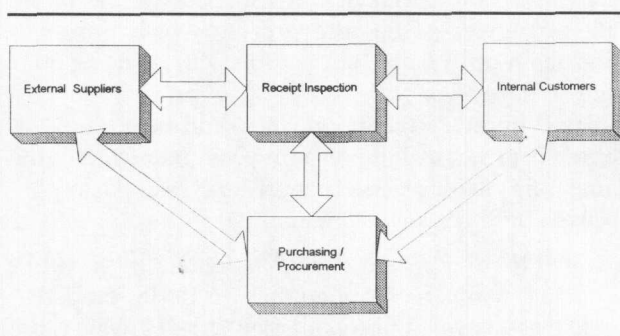 External Suppliers
Receipt Inspection
Internal Customers
Purchasing /
Procurement